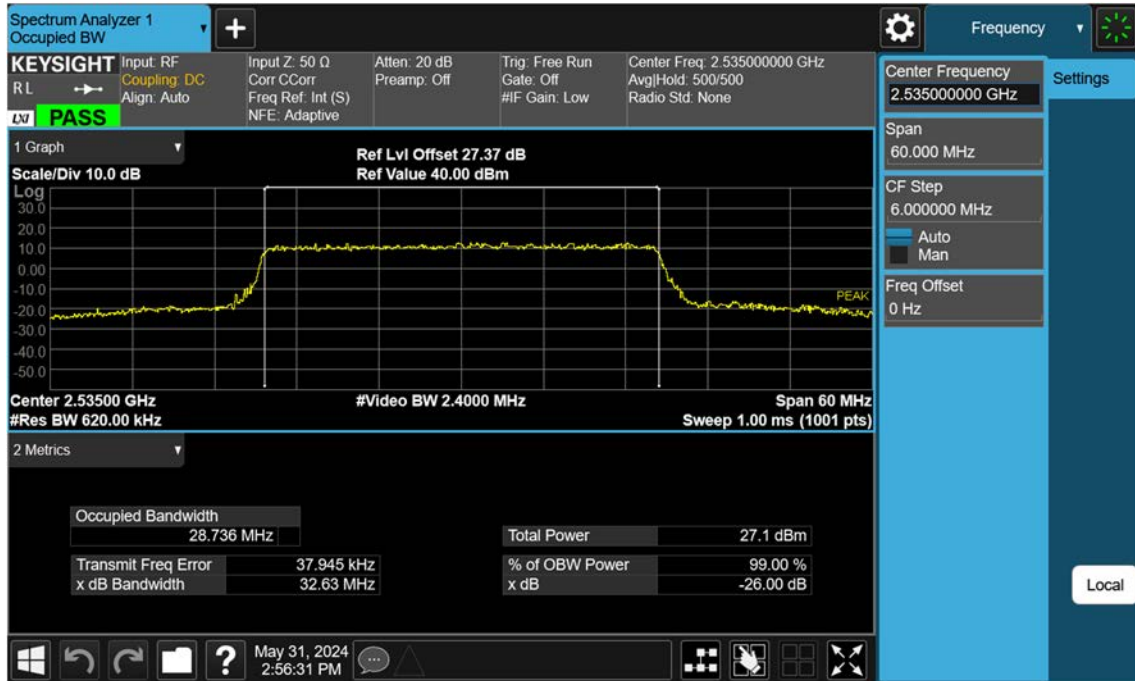 Spectrum Analyzer 1
Occupied BW
+
Frequency
KEYSIGHT
RL
LXI PASS
Input: RF
Coupling: DC
Align: Auto
Input Z: 50 Ω
Corr CCorr
Freq Ref: Int (S)
NFE: Adaptive
Atten: 20 dB
Preamp: Off
Trig: Free Run
Gate: Off
#IF Gain: Low
Center Freq: 2.535000000 GHz
Avg|Hold: 500/500
Radio Std: None
Center Frequency
2.535000000 GHz
Settings
Span
60.000 MHz
CF Step
6.000000 MHz
Auto
Man
Freq Offset
0 Hz
Local
1 Graph
Scale/Div 10.0 dB
Ref Lvl Offset 27.37 dB
Ref Value 40.00 dBm
Log
30.0
20.0
10.0
0.00
-10.0
-20.0
-30.0
-40.0
-50.0
PEAK
Center 2.53500 GHz
#Video BW 2.4000 MHz
Span 60 MHz
#Res BW 620.00 kHz
Sweep 1.00 ms (1001 pts)
2 Metrics
Occupied Bandwidth
28.736 MHz
Total Power 27.1 dBm
Transmit Freq Error 37.945 kHz
% of OBW Power 99.00 %
x dB Bandwidth 32.63 MHz
x dB -26.00 dB
?
May 31, 2024
2:56:31 PM